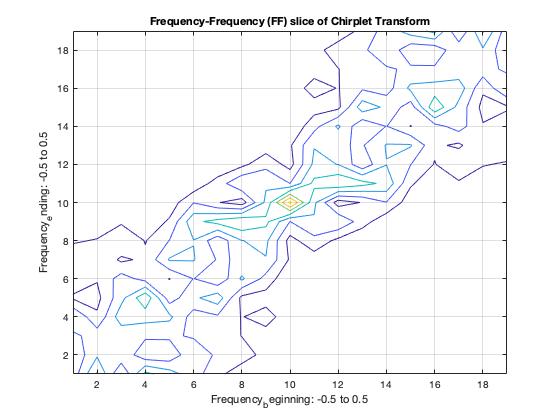 Frequency-Frequency (FF) slice of Chirplet Transform
18
16
14
12
10
8
6
4
2
Frequencyₑnding: -0.5 to 0.5
2 4 6 8 10 12 14 16 18
Frequency_beginning: -0.5 to 0.5